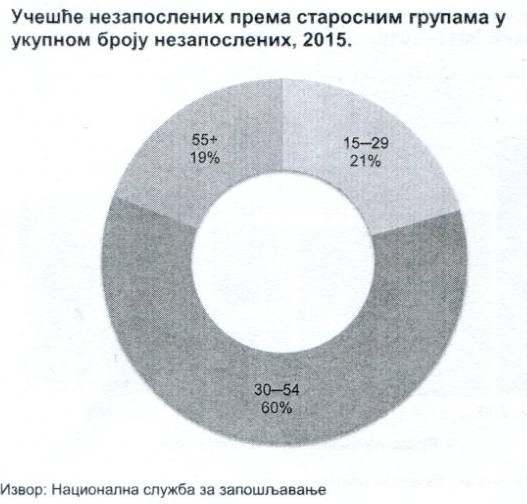 Учешће незапослених према старосним групама у
укупном броју незапослених, 2015.
55+
19%
15–29
21%
30–54
60%
Извор: Национална служба за запошљавање